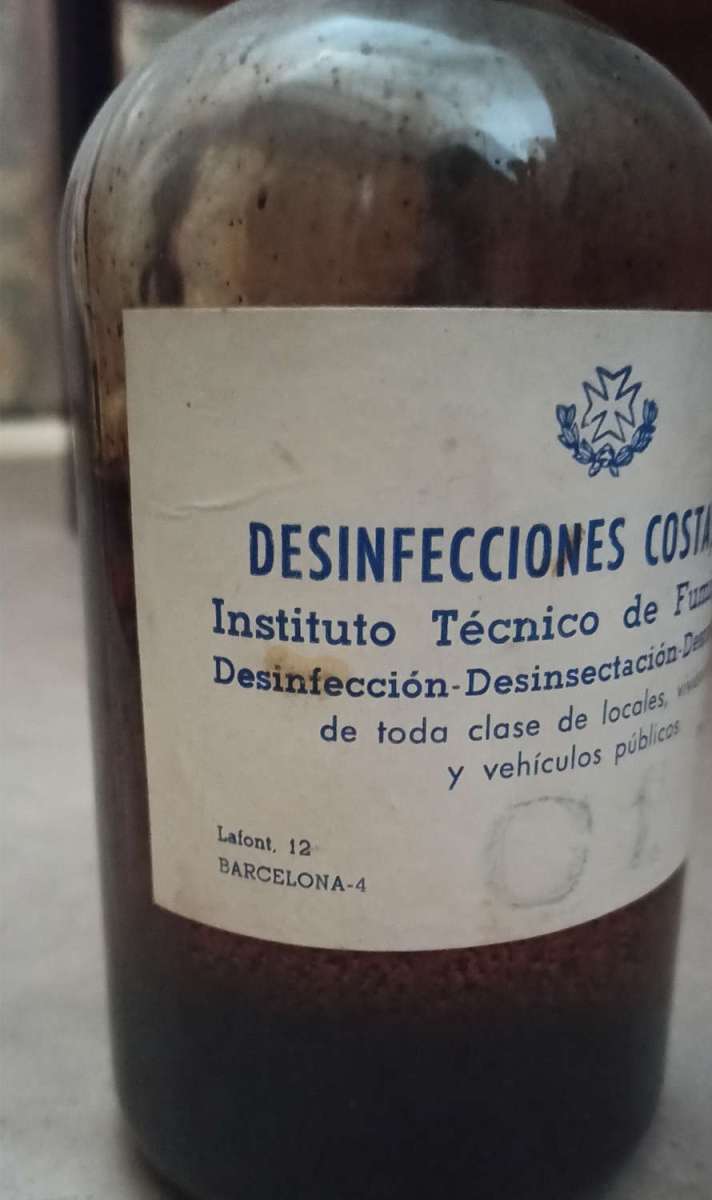 DESINFECCIONES COSTA
Instituto Técnico de
Desinfección-Desinsectación-
de toda clase de locales,
y vehículos públicos
Lafont, 12
BARCELONA-4